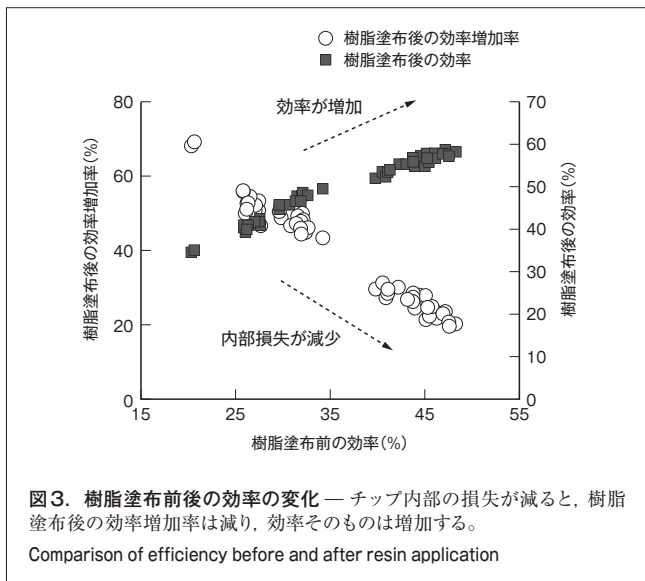 樹脂塗布後の効率増加率
樹脂塗布後の効率
80
60
40
20
0
70
60
50
40
30
20
10
0
15
25
35
45
55
効率が増加
内部損失が減少
樹脂塗布後の効率増加率(%)
樹脂塗布後の効率(%)
樹脂塗布前の効率(%)
図3. 樹脂塗布前後の効率の変化 — チップ内部の損失が減ると, 樹脂
塗布後の効率増加率は減り, 効率そのものは増加する。
Comparison of efficiency before and after resin application